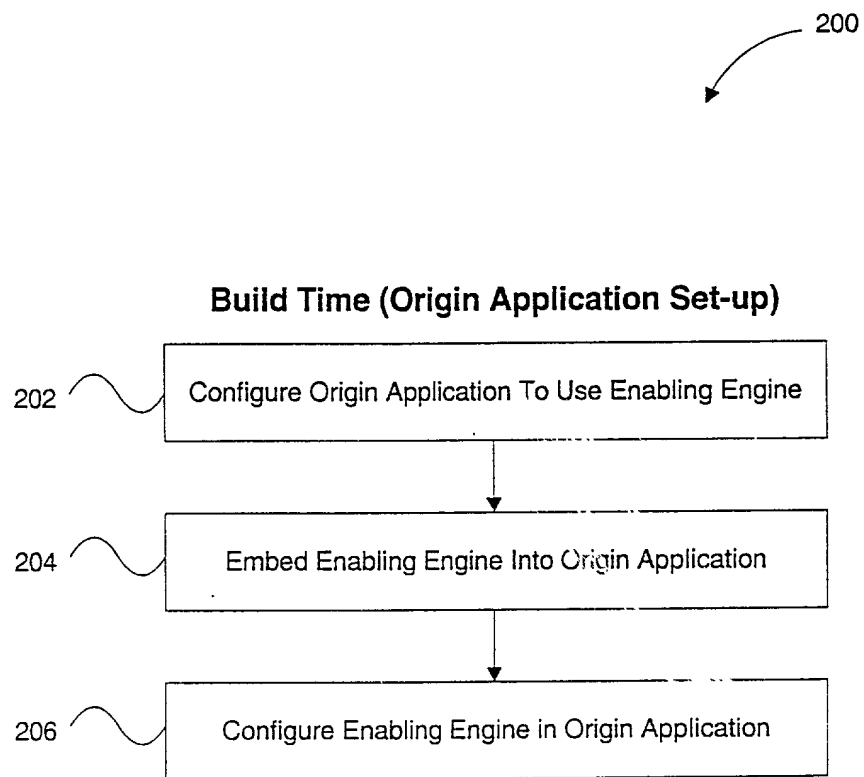 200
Build Time (Origin Application Set-up)
202
Configure Origin Application To Use Enabling Engine
204
Embed Enabling Engine Into Origin Application
206
Configure Enabling Engine in Origin Application